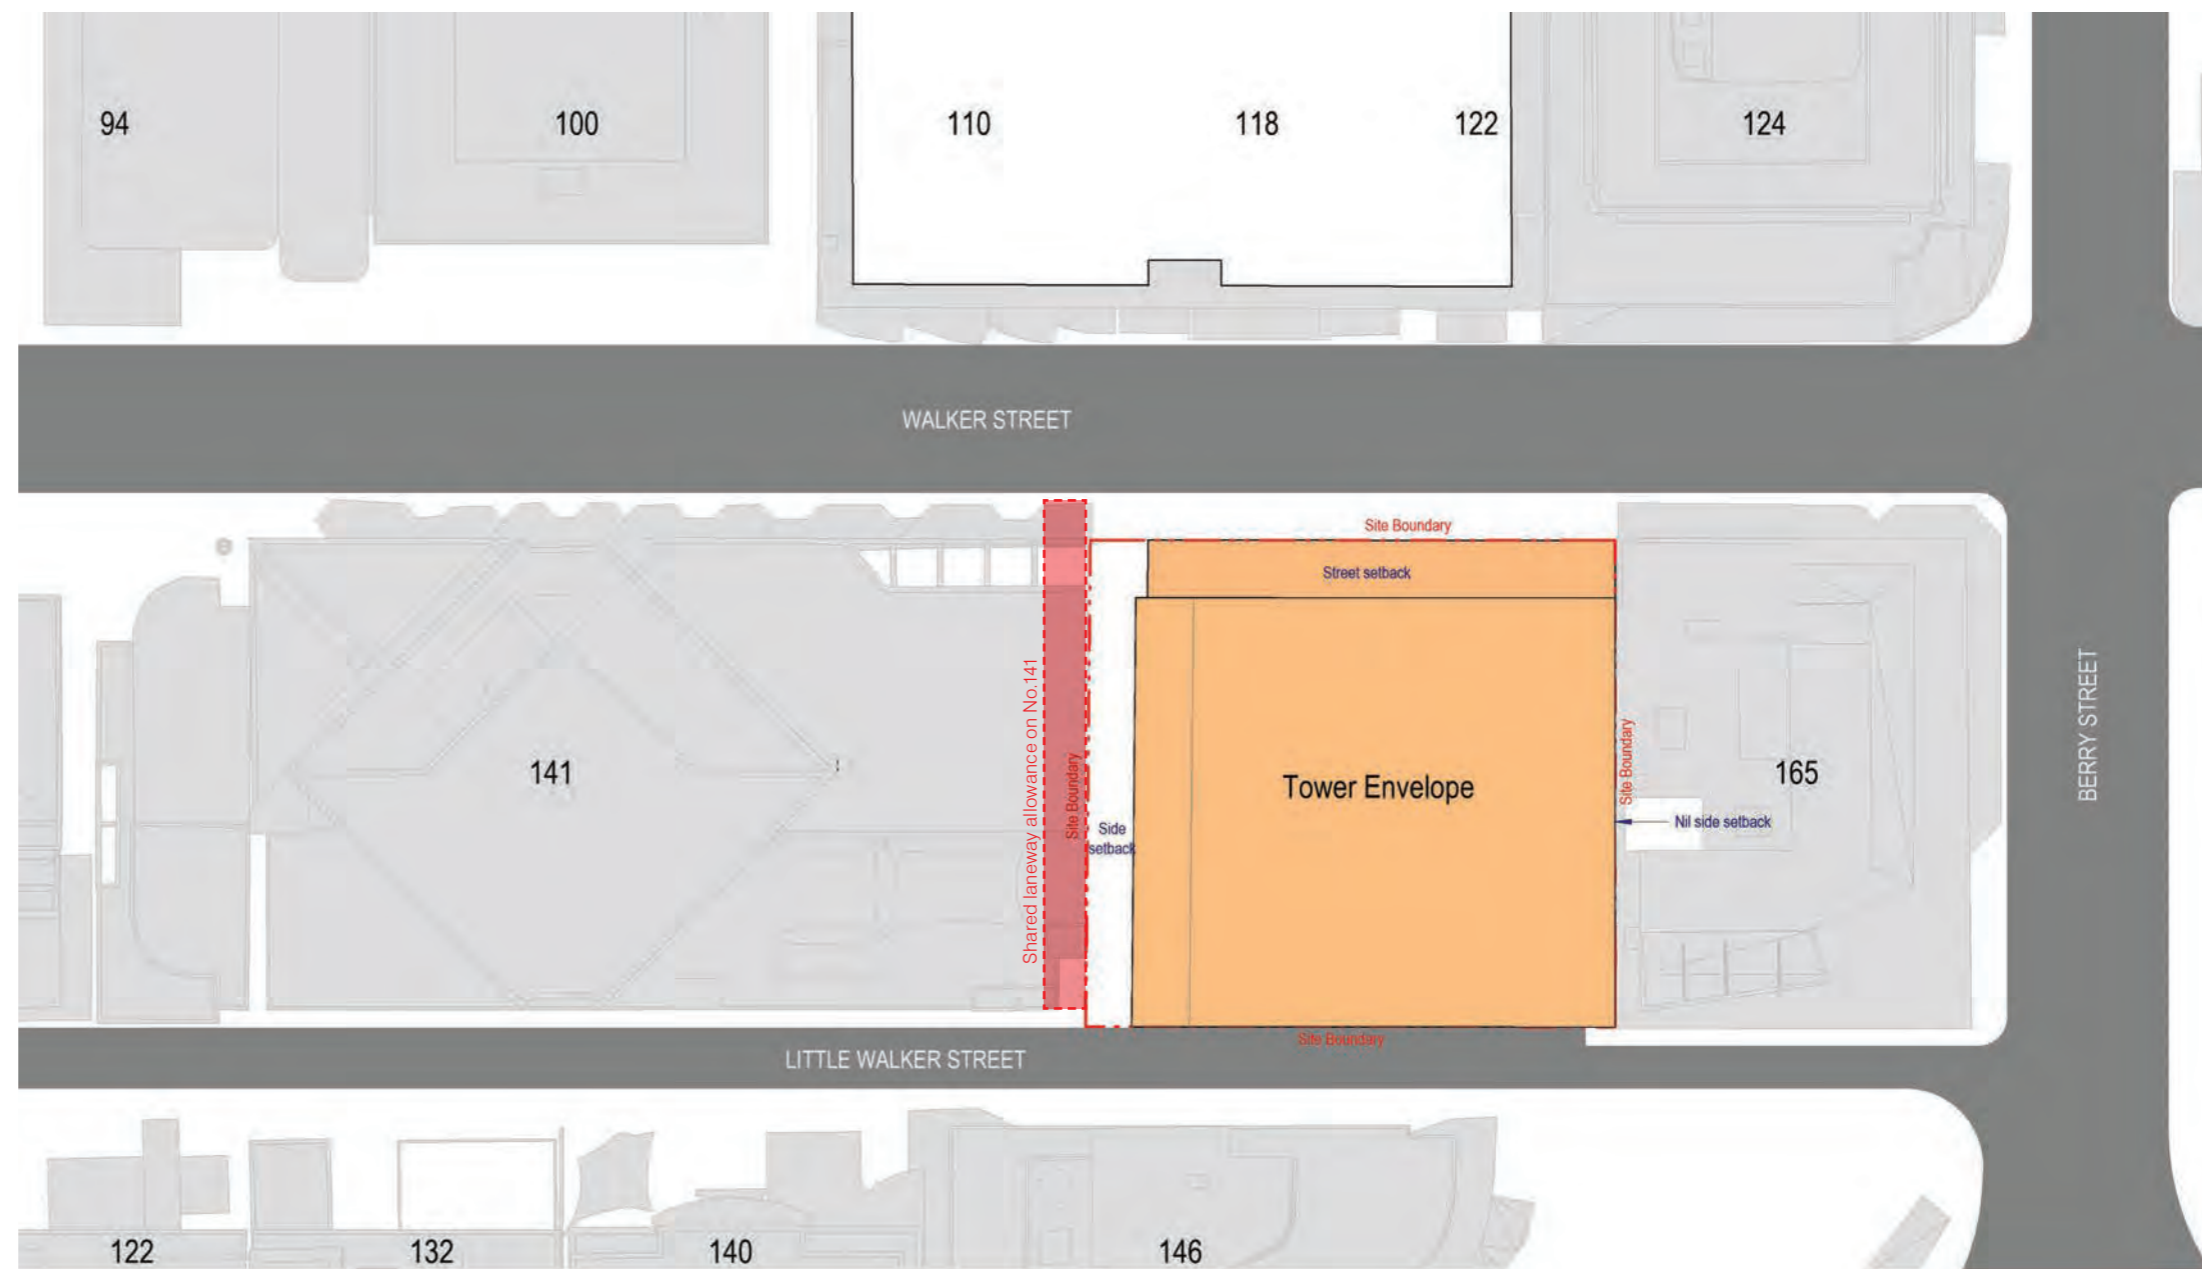 94
100
110
118
122
124
WALKER STREET
Site Boundary
Street setback
Shared laneway allowance on No.141
Site Boundary
Site Boundary
BERRY STREET
141
Tower Envelope
165
Side
setback
Nil side setback
Site Boundary
LITTLE WALKER STREET
122
132
140
146